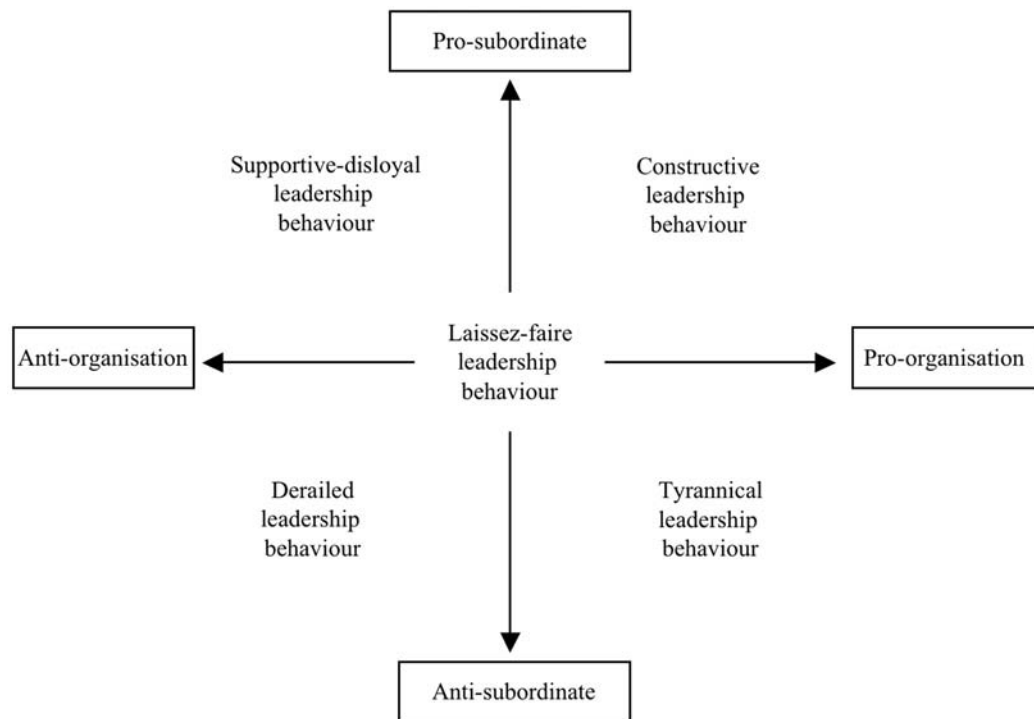 Pro-subordinate
Supportive-disloyal
leadership
behaviour
Constructive
leadership
behaviour
Anti-organisation
Laissez-faire
leadership
behaviour
Pro-organisation
Derailed
leadership
behaviour
Tyrannical
leadership
behaviour
Anti-subordinate